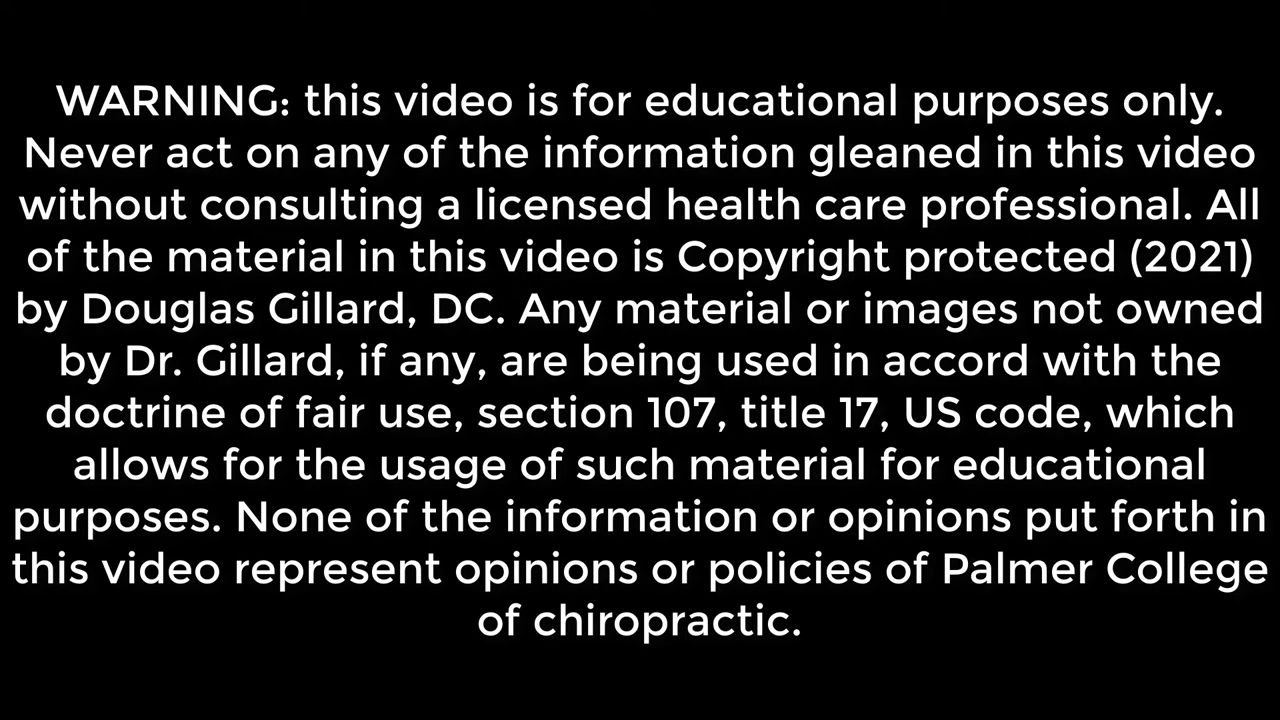 WARNING: this video is for educational purposes only.
Never act on any of the information gleaned in this video
without consulting a licensed health care professional. All
of the material in this video is Copyright protected (2021)
by Douglas Gillard, DC. Any material or images not owned
by Dr. Gillard, if any, are being used in accord with the
doctrine of fair use, section 107, title 17, US code, which
allows for the usage of such material for educational
purposes. None of the information or opinions put forth in
this video represent opinions or policies of Palmer College
of chiropractic.